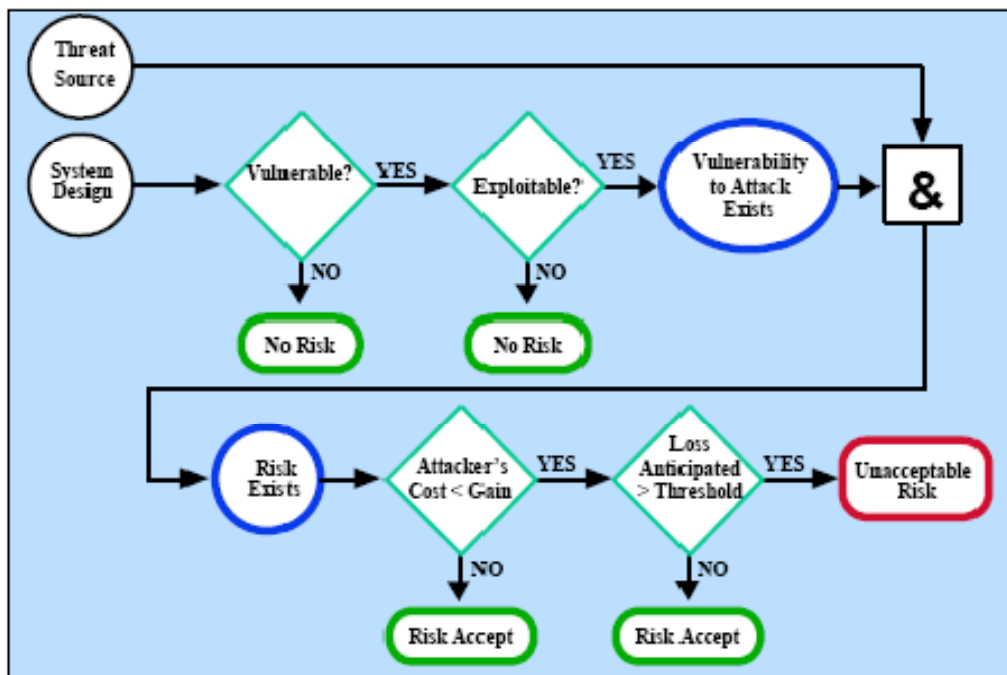 Threat
Source
System
Design
Vulnerable?
YES
Exploitable?
YES
Vulnerability
to Attack
Exists
&
NO
NO
No Risk
No Risk
Risk
Exists
Attacker's
Cost < Gain
YES
Loss
Anticipated
> Threshold
YES
Unacceptable
Risk
NO
NO
Risk Accept
Risk Accept